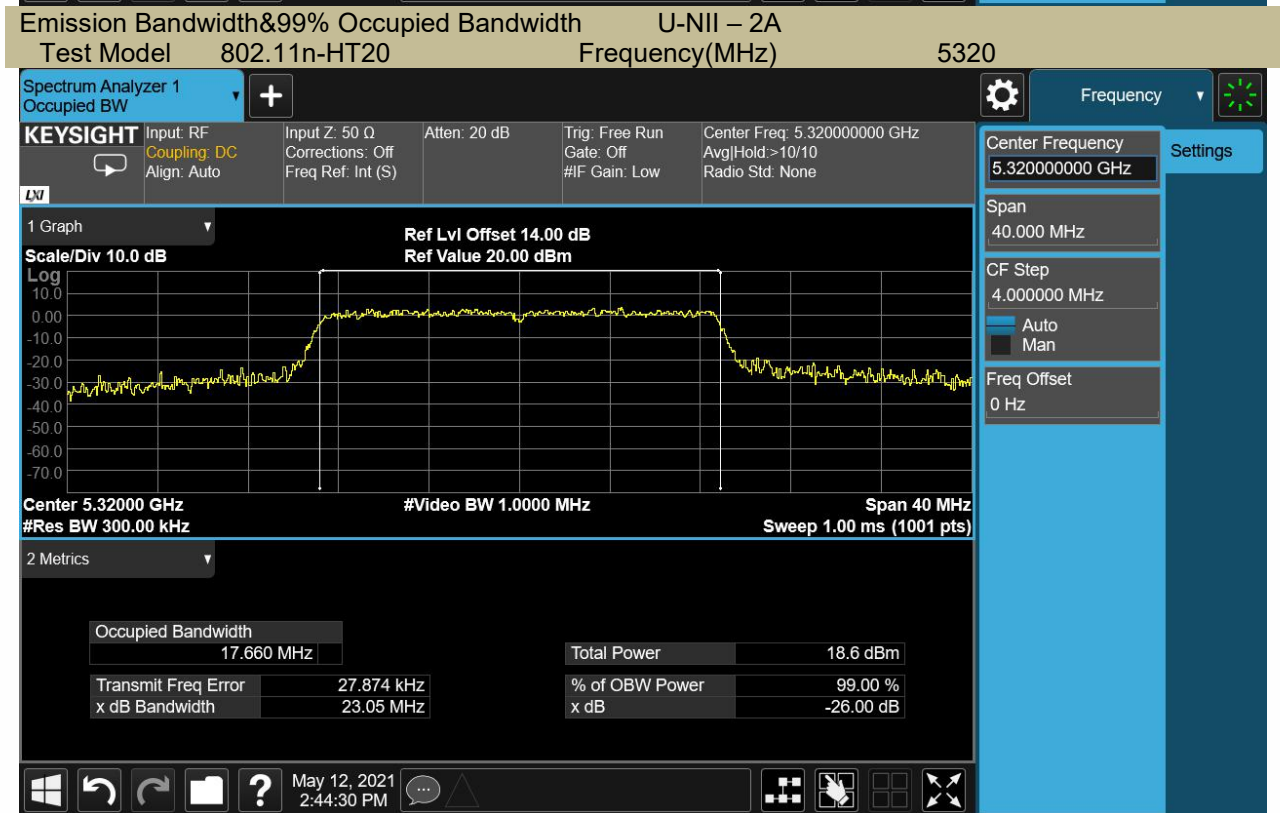 Emission Bandwidth&99% Occupied Bandwidth U-NII – 2A
Test Model 802.11n-HT20 Frequency(MHz) 5320
Spectrum Analyzer 1
Occupied BW
+
Frequency
KEYSIGHT
LXI
Input: RF
Coupling: DC
Align: Auto
Input Z: 50 Ω
Corrections: Off
Freq Ref: Int (S)
Atten: 20 dB
Trig: Free Run
Gate: Off
#IF Gain: Low
Center Freq: 5.320000000 GHz
Avg|Hold:>10/10
Radio Std: None
Center Frequency
5.320000000 GHz
Settings
Span
40.000 MHz
CF Step
4.000000 MHz
Auto
Man
Freq Offset
0 Hz
1 Graph
Scale/Div 10.0 dB
Ref Lvl Offset 14.00 dB
Ref Value 20.00 dBm
Log
10.0
0.00
-10.0
-20.0
-30.0
-40.0
-50.0
-60.0
-70.0
Center 5.32000 GHz #Video BW 1.0000 MHz Span 40 MHz
#Res BW 300.00 kHz Sweep 1.00 ms (1001 pts)
2 Metrics
Occupied Bandwidth
17.660 MHz Total Power 18.6 dBm
Transmit Freq Error 27.874 kHz % of OBW Power 99.00 %
x dB Bandwidth 23.05 MHz x dB -26.00 dB
? May 12, 2021
2:44:30 PM